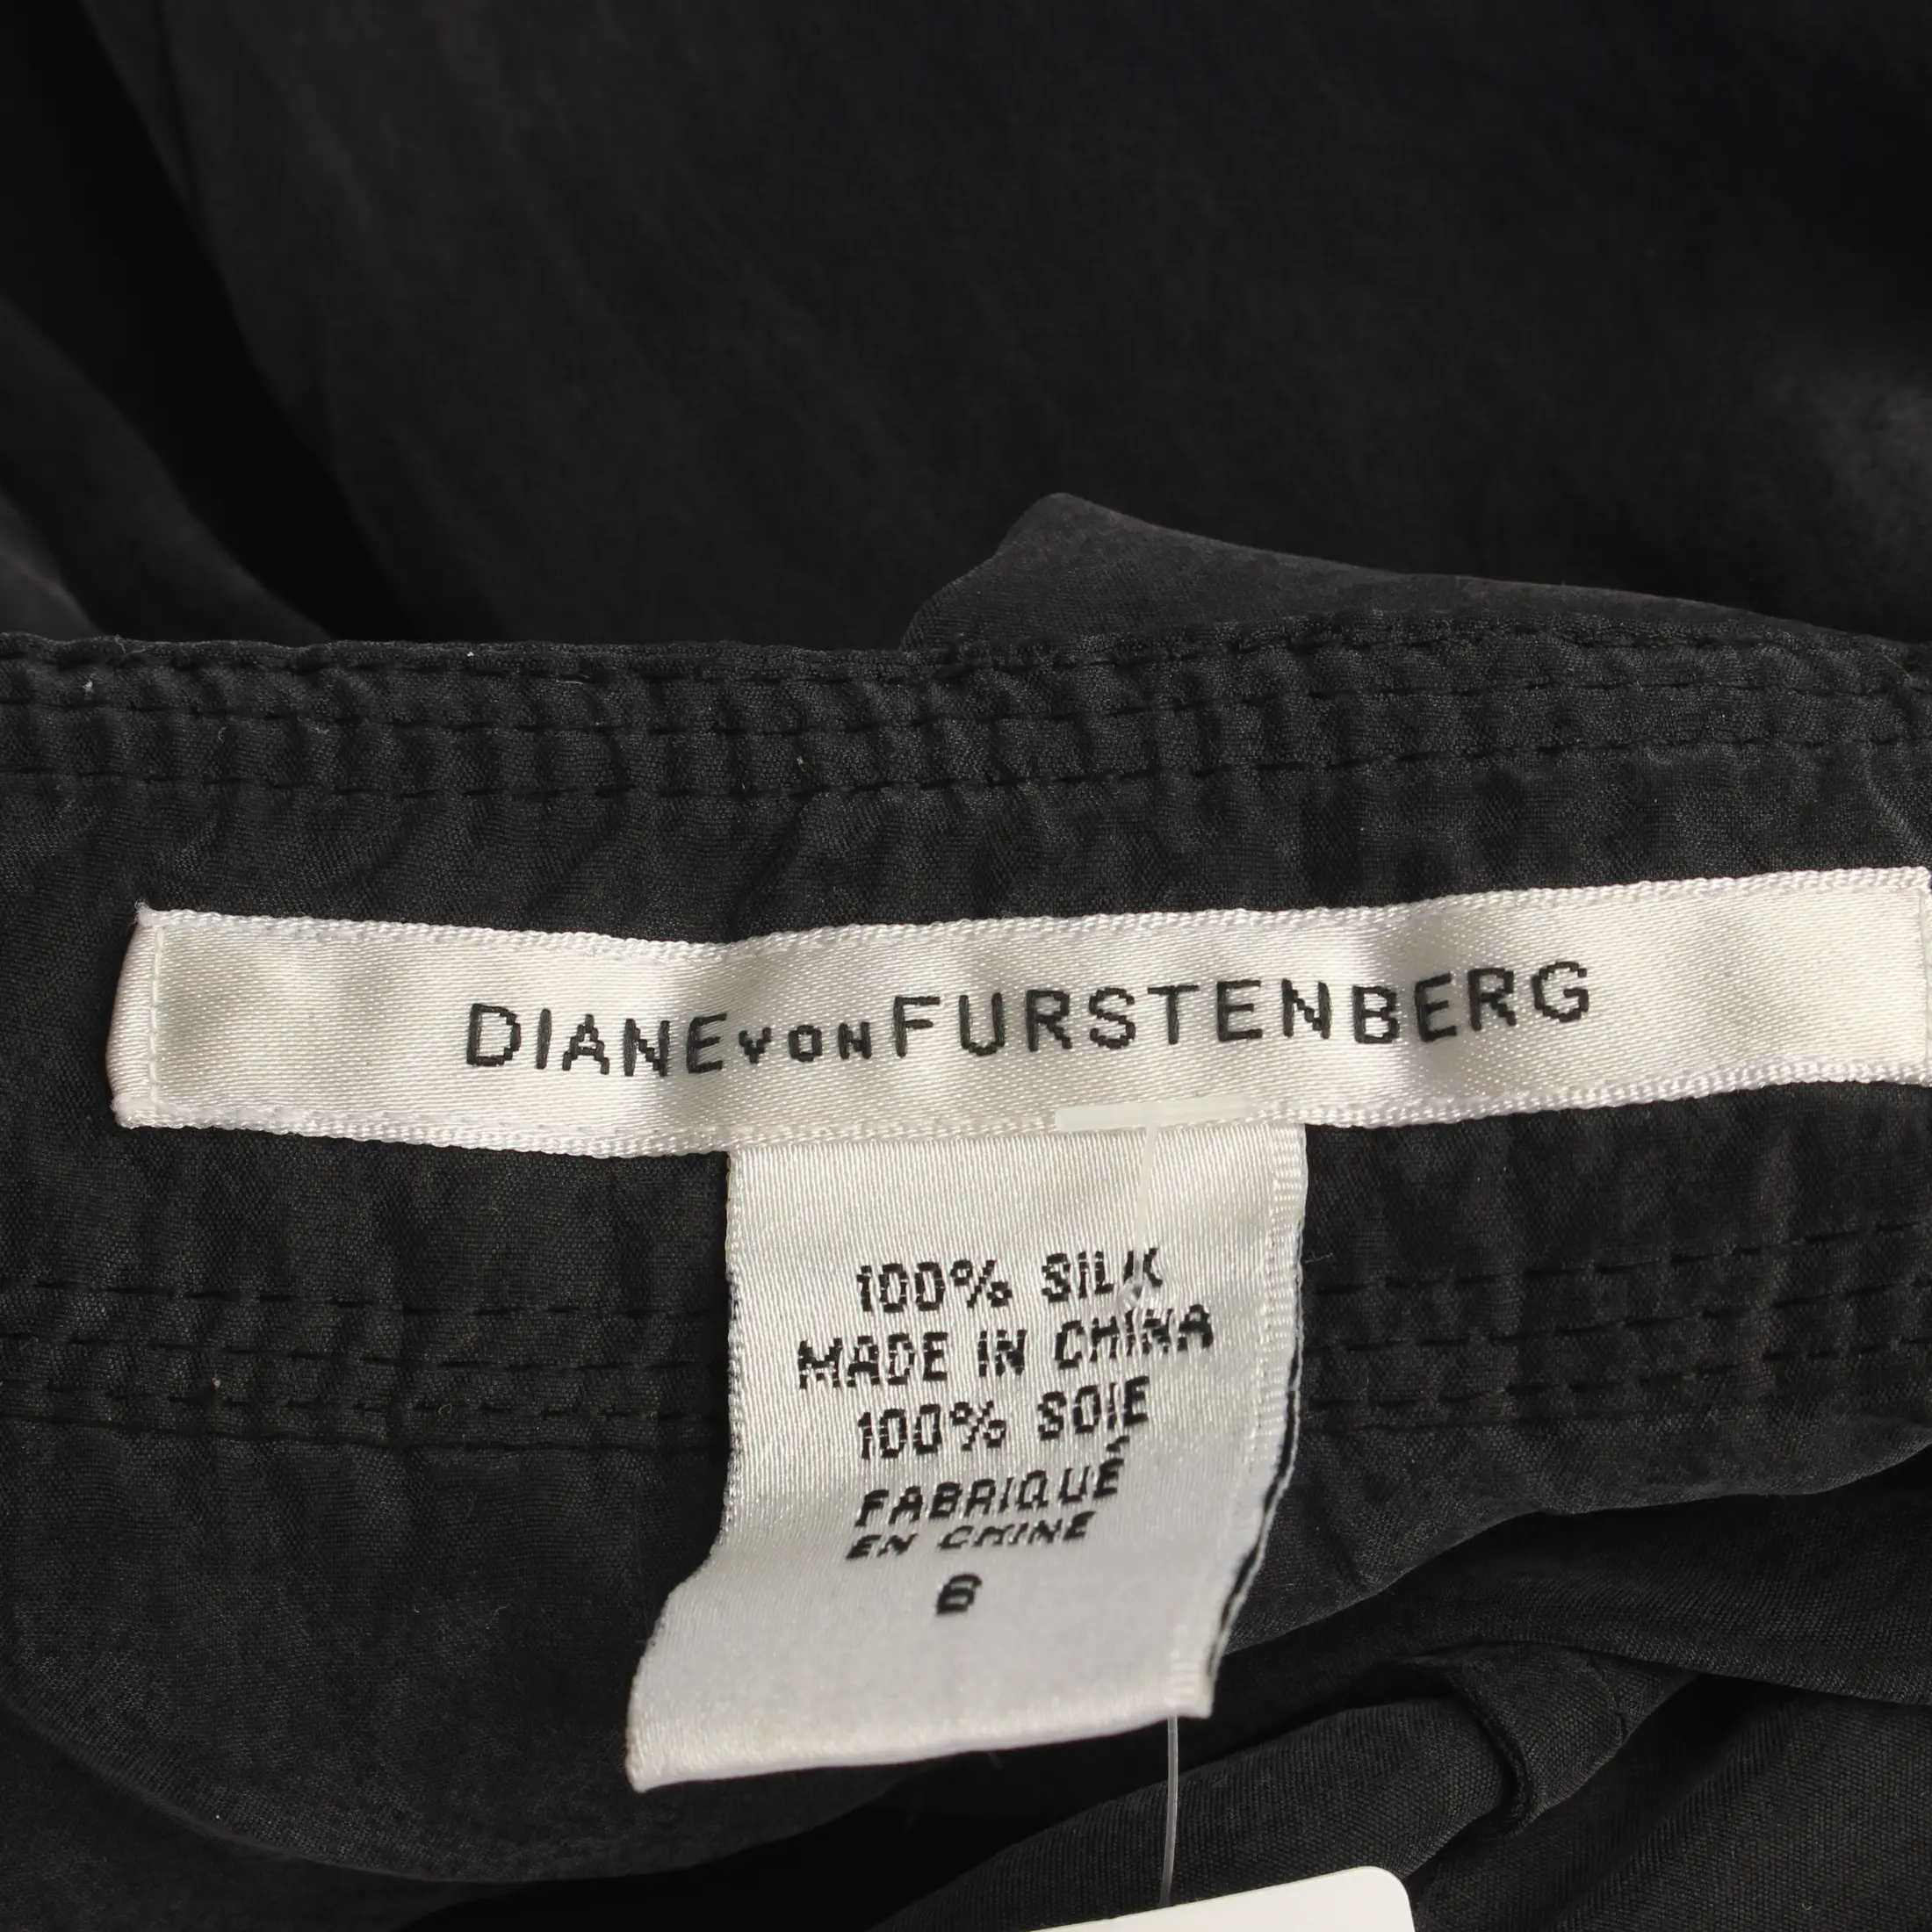 DIANE VON FURSTENBERG
100% SILK
MADE IN CHINA
100% SOIE
FABRIQUÉ
EN CHINE
6